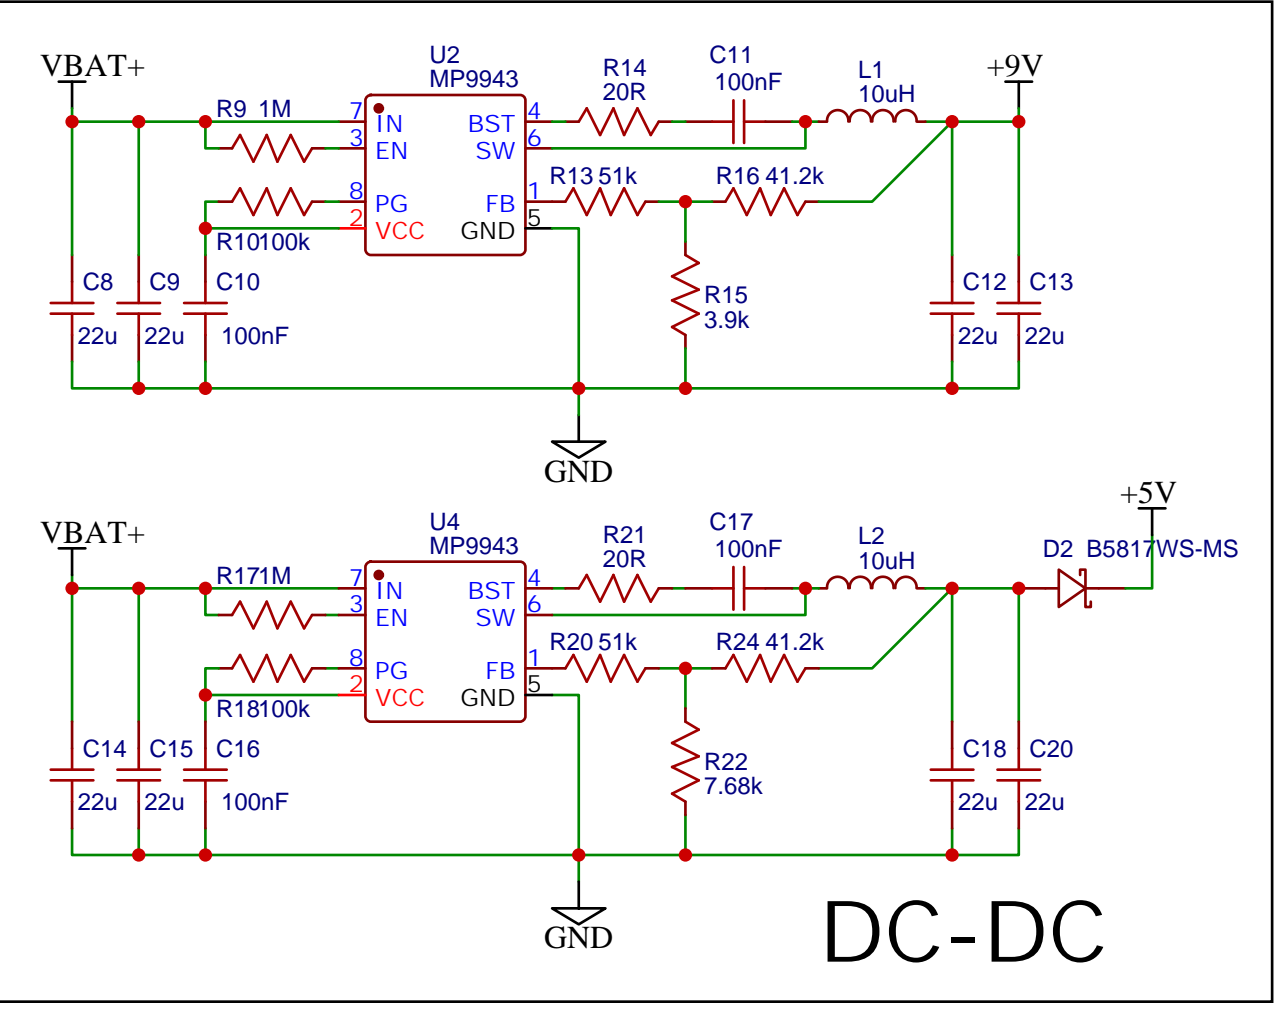 VBAT+
U2
MP9943
R9 1M
7
IN
3
EN
8
PG
2
VCC
R10100k
BST
4
SW
6
FB
1
GND
5
R14
20R
C11
100nF
L1
10uH
+9V
R13 51k
R16 41.2k
R15
3.9k
C8
22u
C9
22u
C10
100nF
C12
22u
C13
22u
GND
VBAT+
U4
MP9943
R171M
7
IN
3
EN
8
PG
2
VCC
R18100k
BST
4
SW
6
FB
1
GND
5
R21
20R
C17
100nF
L2
10uH
+5V
D2 B5817WS-MS
R20 51k
R24 41.2k
R22
7.68k
C14
22u
C15
22u
C16
100nF
C18
22u
C20
22u
GND
DC-DC